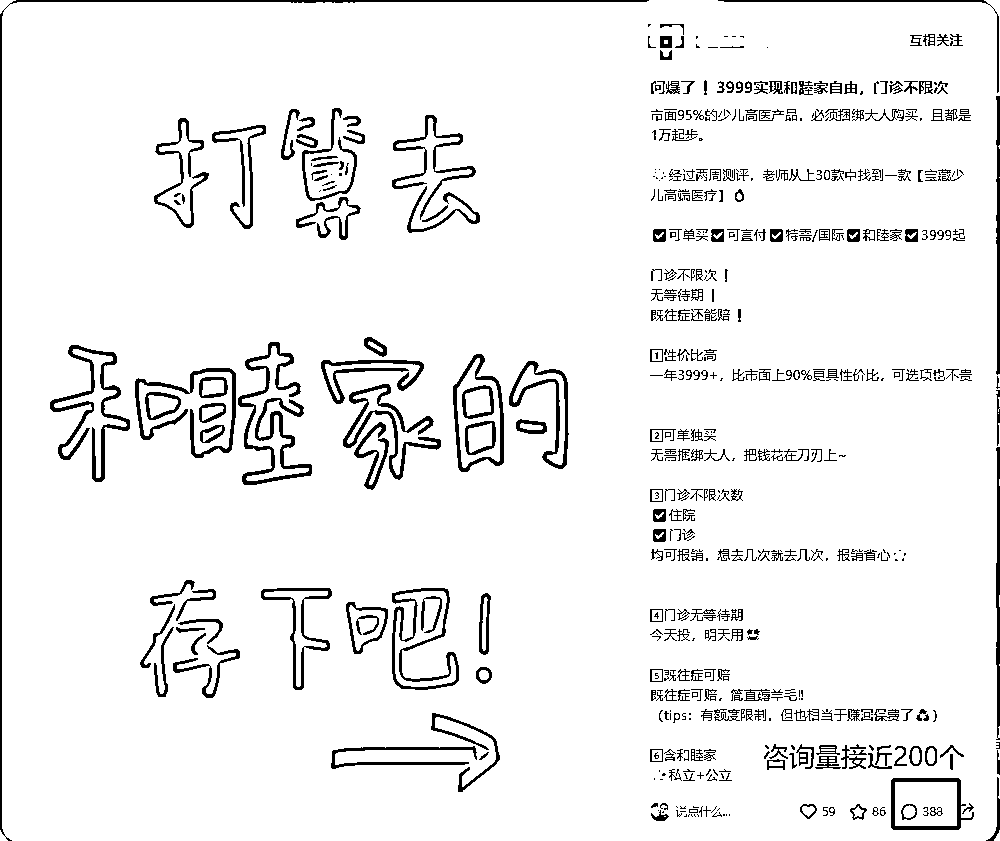 打算去
和睦家的
存下吧!
互相关注
问爆了！3999实现和睦家自由，门诊不限次
市面95%的少儿高医产品，必须捆绑大人购买，且都是
1万起步。
经过两周测评，老师从上30款中找到一款【宝藏少
儿高端医疗】
可单买 可直付 特需/国际 和睦家 3999起
门诊不限次！
无等待期！
既往症还能赔！
1性价比高
一年3999+，比市面上90%更具性价比，可选项也不贵
2可单独买
无需捆绑大人，把钱花在刀刃上~
3门诊不限次数
住院
门诊
均可报销，想去几次就去几次，报销省心
4门诊无等待期
今天投，明天用
5既往症可赔
既往症可赔，简直薅羊毛!!
（tips：有额度限制，但也相当于赚回保费了）
6含和睦家
私立+公立
咨询量接近200个
说点什么...
59
86
388